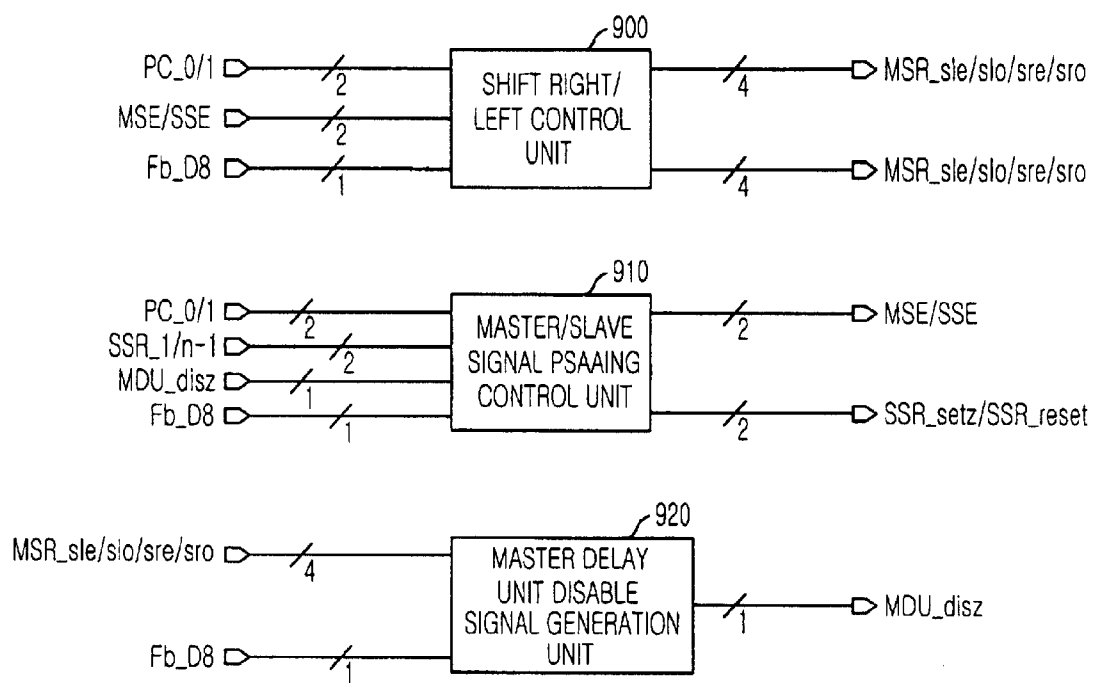 900
PC_0/1
2
MSE/SSE
2
Fb_D8
1
SHIFT RIGHT/
LEFT CONTROL
UNIT
4
MSR_sle/slo/sre/sro
4
MSR_sle/slo/sre/sro
910
PC_0/1
2
SSR_1/n-1
2
MDU_disz
1
Fb_D8
1
MASTER/SLAVE
SIGNAL PSAAING
CONTROL UNIT
2
MSE/SSE
2
SSR_setz/SSR_reset
920
MSR_sle/slo/sre/sro
4
Fb_D8
1
MASTER DELAY
UNIT DISABLE
SIGNAL GENERATION
UNIT
1
MDU_disz